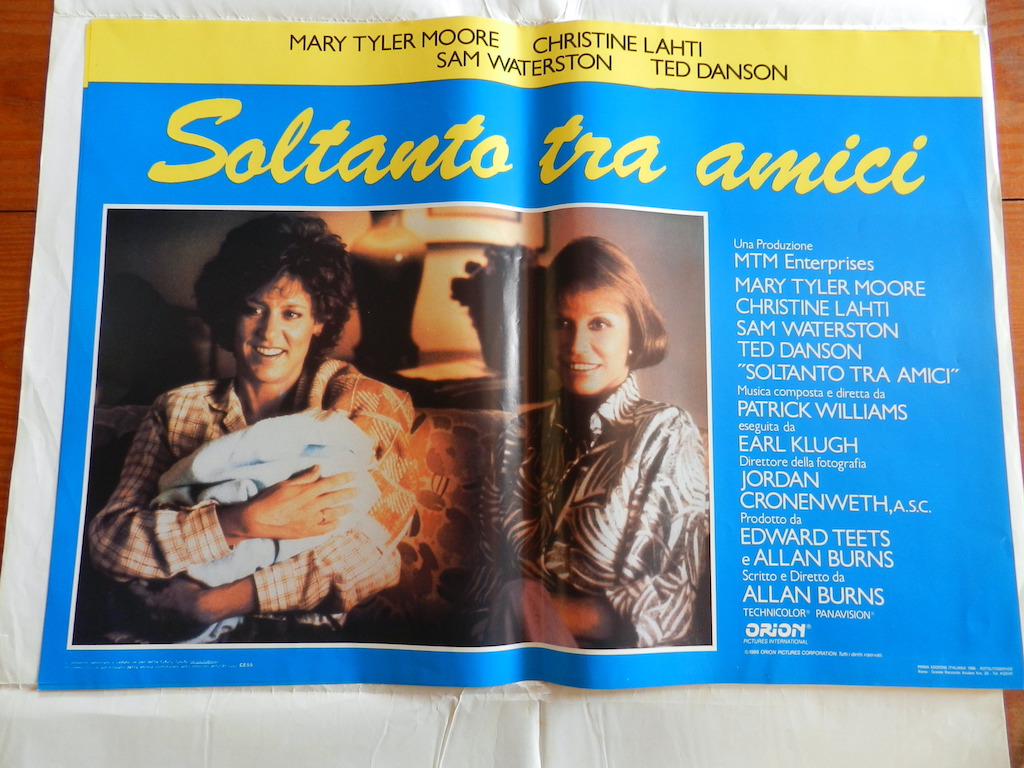 MARY TYLER MOORE CHRISTINE LAHTI
SAM WATERSTON TED DANSON
Soltanto tra amici
Una Produzione
MTM Enterprises
MARY TYLER MOORE
CHRISTINE LAHTI
SAM WATERSTON
TED DANSON
"SOLTANTO TRA AMICI"
Musica composta e diretta da
PATRICK WILLIAMS
eseguita da
EARL KLUGH
Direttore della fotografia
JORDAN
CRONENWETH, A.S.C.
Prodotto da
EDWARD TEETS
e ALLAN BURNS
Scritto e Diretto da
ALLAN BURNS
TECHNICOLOR® PANAVISION®
ORION®
PICTURES INTERNATIONAL
©1986 ORION PICTURES CORPORATION Tutti i diritti riservati